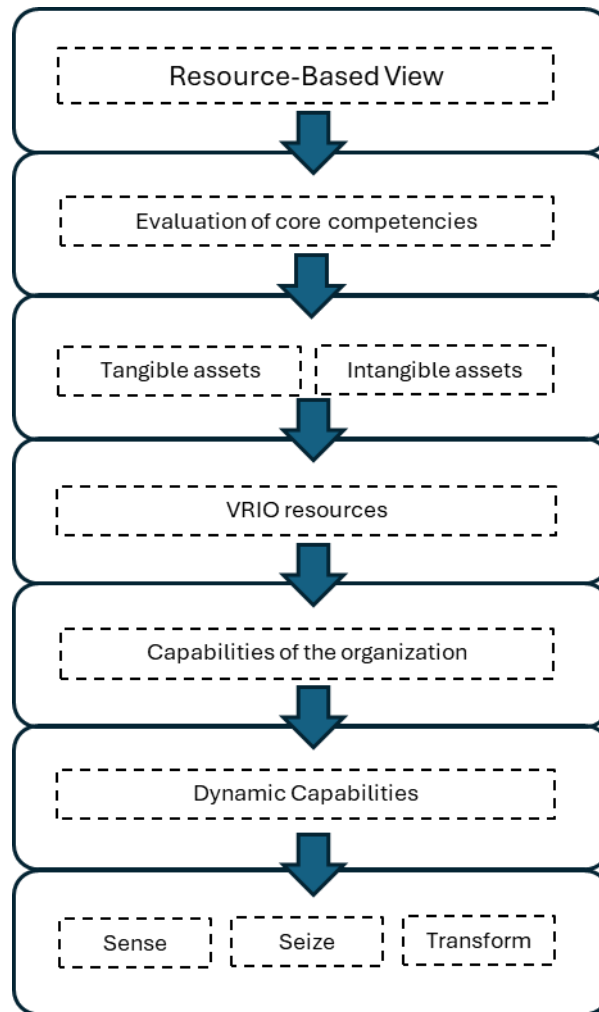 Resource-Based View
Evaluation of core competencies
Tangible assets
Intangible assets
VRIO resources
Capabilities of the organization
Dynamic Capabilities
Sense
Seize
Transform